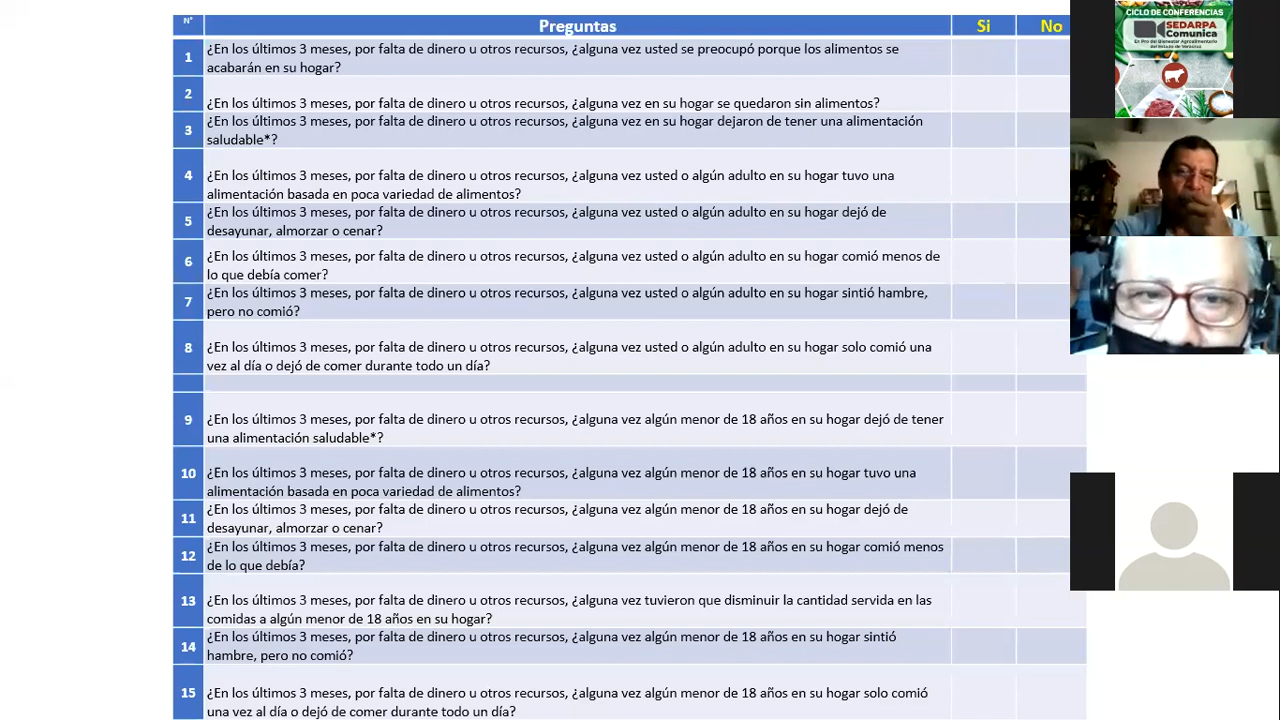 N°
Preguntas
Si
No
1
¿En los últimos 3 meses, por falta de dinero u otros recursos, ¿alguna vez usted se preocupó porque los alimentos se
acabarán en su hogar?
2
¿En los últimos 3 meses, por falta de dinero u otros recursos, ¿alguna vez en su hogar se quedaron sin alimentos?
3
¿En los últimos 3 meses, por falta de dinero u otros recursos, ¿alguna vez en su hogar dejaron de tener una alimentación
saludable*?
4
¿En los últimos 3 meses, por falta de dinero u otros recursos, ¿alguna vez usted o algún adulto en su hogar tuvo una
alimentación basada en poca variedad de alimentos?
5
¿En los últimos 3 meses, por falta de dinero u otros recursos, ¿alguna vez usted o algún adulto en su hogar dejó de
desayunar, almorzar o cenar?
6
¿En los últimos 3 meses, por falta de dinero u otros recursos, ¿alguna vez usted o algún adulto en su hogar comió menos de
lo que debía comer?
7
¿En los últimos 3 meses, por falta de dinero u otros recursos, ¿alguna vez usted o algún adulto en su hogar sintió hambre,
pero no comió?
8
¿En los últimos 3 meses, por falta de dinero u otros recursos, ¿alguna vez usted o algún adulto en su hogar solo comió una
vez al día o dejó de comer durante todo un día?
9
¿En los últimos 3 meses, por falta de dinero u otros recursos, ¿alguna vez algún menor de 18 años en su hogar dejó de tener
una alimentación saludable*?
10
¿En los últimos 3 meses, por falta de dinero u otros recursos, ¿alguna vez algún menor de 18 años en su hogar tuvo una
alimentación basada en poca variedad de alimentos?
11
¿En los últimos 3 meses, por falta de dinero u otros recursos, ¿alguna vez algún menor de 18 años en su hogar dejó de
desayunar, almorzar o cenar?
12
¿En los últimos 3 meses, por falta de dinero u otros recursos, ¿alguna vez algún menor de 18 años en su hogar comió menos
de lo que debía?
13
¿En los últimos 3 meses, por falta de dinero u otros recursos, ¿alguna vez tuvieron que disminuir la cantidad servida en las
comidas a algún menor de 18 años en su hogar?
14
¿En los últimos 3 meses, por falta de dinero u otros recursos, ¿alguna vez algún menor de 18 años en su hogar sintió
hambre, pero no comió?
15
¿En los últimos 3 meses, por falta de dinero u otros recursos, ¿alguna vez algún menor de 18 años en su hogar solo comió
una vez al día o dejó de comer durante todo un día?
CICLO DE CONFERENCIAS
SEDARPA
Comunica
En Pro del Bienestar Agroalimentario
del Estado de Veracruz